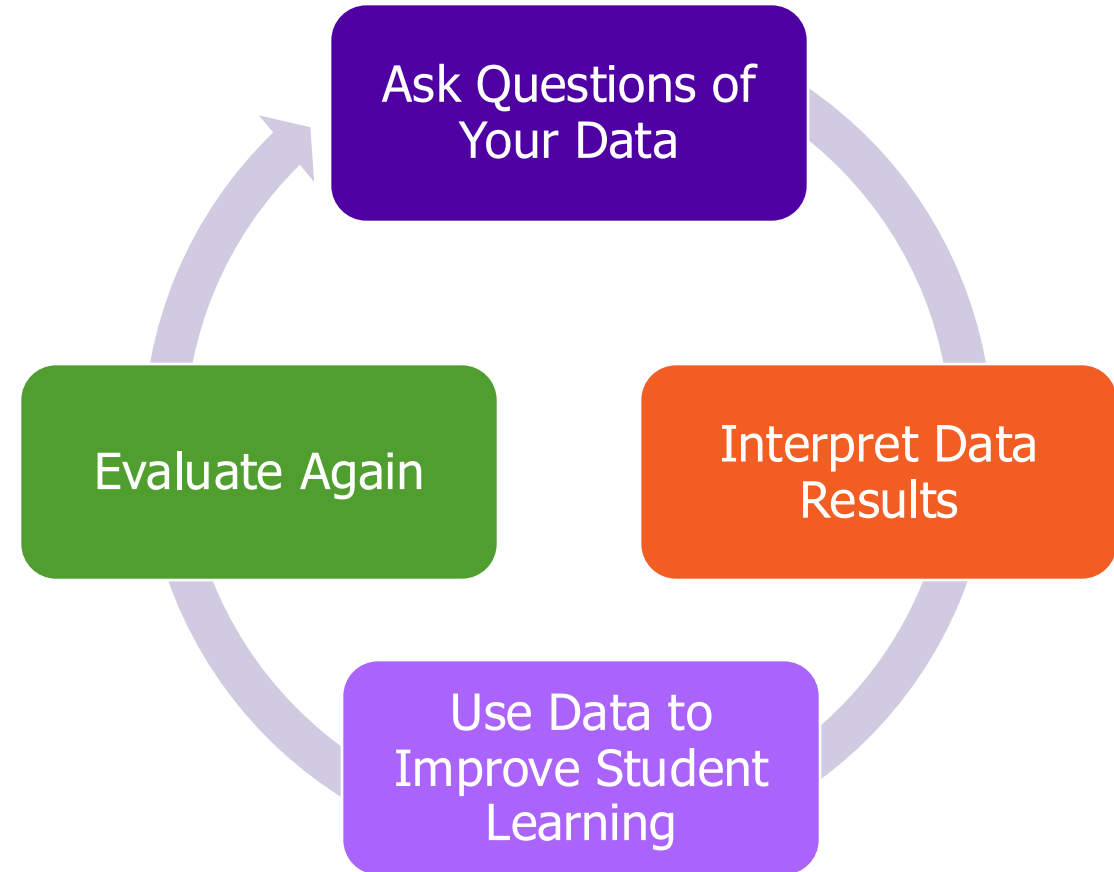 Ask Questions of
Your Data
Interpret Data
Results
Use Data to
Improve Student
Learning
Evaluate Again